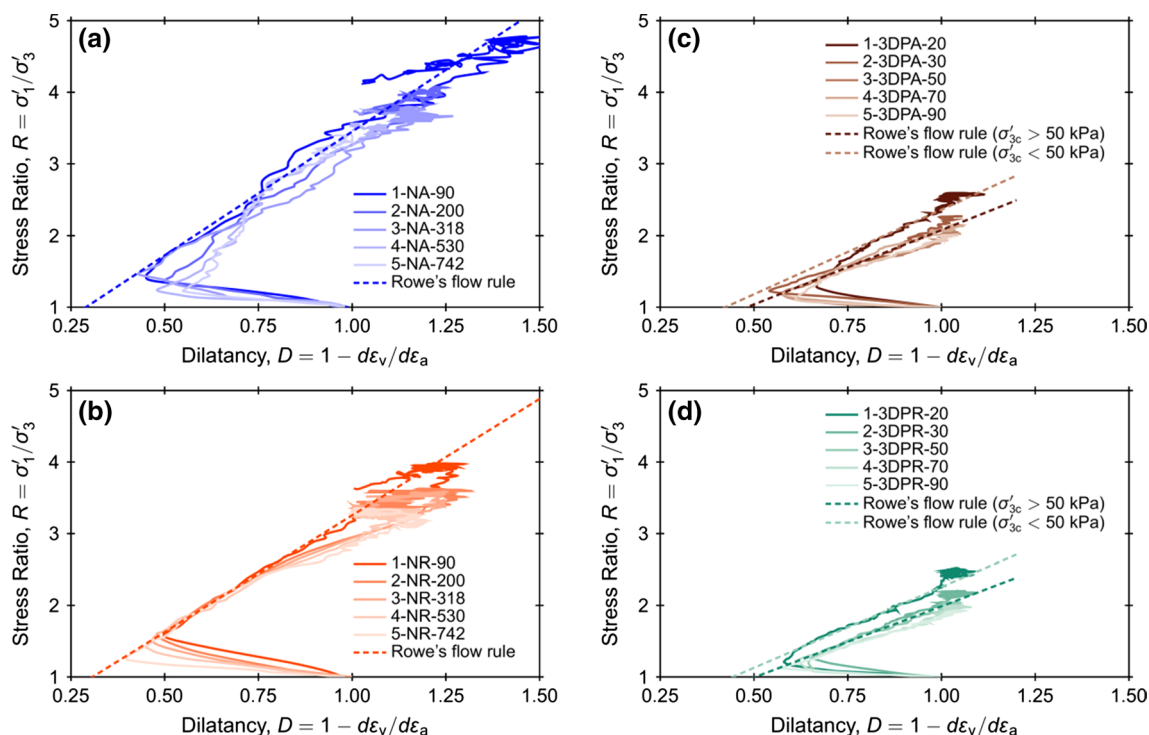 (a)
Stress Ratio, R = σ′₁/σ′₃
5
4
3
2
1
0.25 0.50 0.75 1.00 1.25 1.50
Dilatancy, D = 1 − dεᵥ/dεₐ
1-NA-90
2-NA-200
3-NA-318
4-NA-530
5-NA-742
Rowe's flow rule
(c)
Stress Ratio, R = σ′₁/σ′₃
5
4
3
2
1
0.25 0.50 0.75 1.00 1.25 1.50
Dilatancy, D = 1 − dεᵥ/dεₐ
1-3DPA-20
2-3DPA-30
3-3DPA-50
4-3DPA-70
5-3DPA-90
Rowe's flow rule (σ′₃c > 50 kPa)
Rowe's flow rule (σ′₃c < 50 kPa)
(b)
Stress Ratio, R = σ′₁/σ′₃
5
4
3
2
1
0.25 0.50 0.75 1.00 1.25 1.50
Dilatancy, D = 1 − dεᵥ/dεₐ
1-NR-90
2-NR-200
3-NR-318
4-NR-530
5-NR-742
Rowe's flow rule
(d)
Stress Ratio, R = σ′₁/σ′₃
5
4
3
2
1
0.25 0.50 0.75 1.00 1.25 1.50
Dilatancy, D = 1 − dεᵥ/dεₐ
1-3DPR-20
2-3DPR-30
3-3DPR-50
4-3DPR-70
5-3DPR-90
Rowe's flow rule (σ′₃c > 50 kPa)
Rowe's flow rule (σ′₃c < 50 kPa)